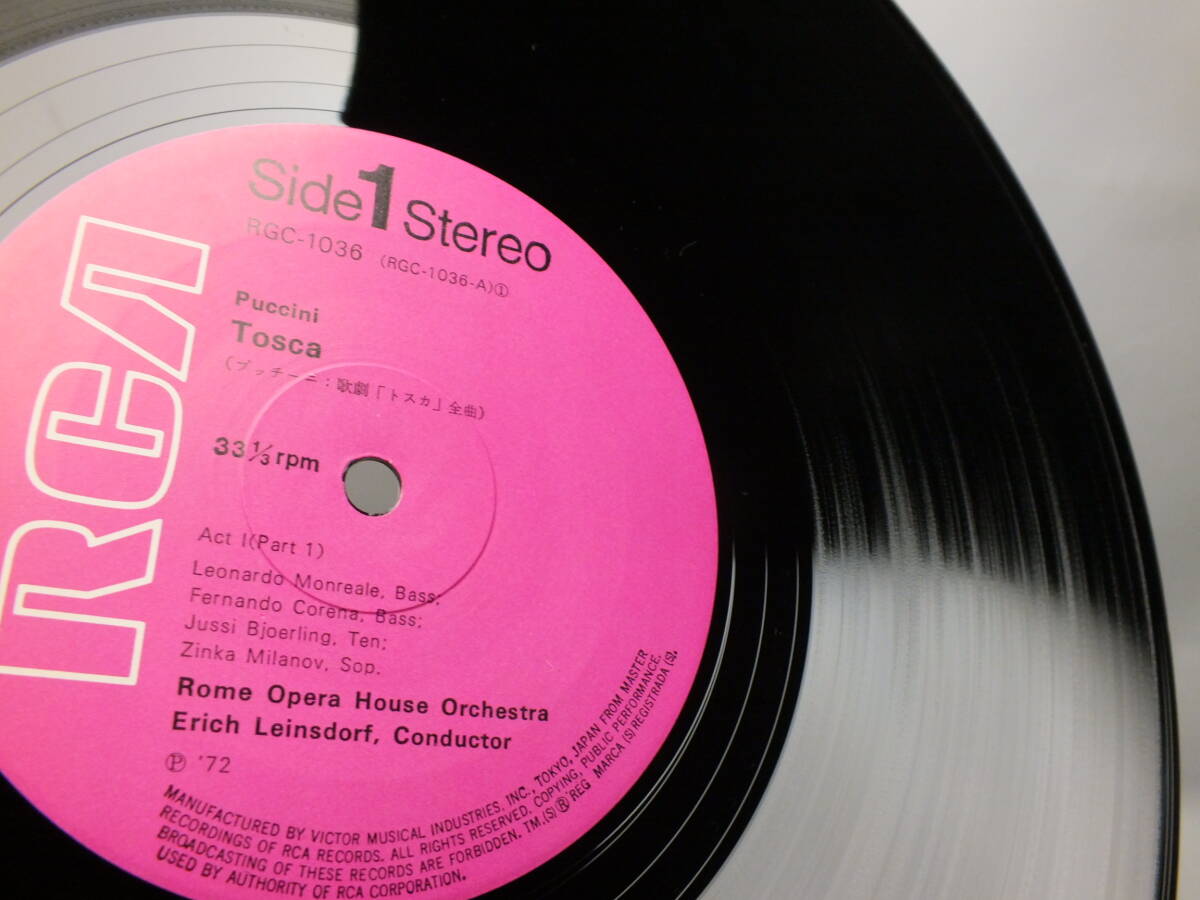 RCA
Side 1 Stereo
RGC-1036 (RGC-1036-A)①
Puccini
Tosca
(プッチーニ:歌劇「トスカ」全曲)
33 1/3 rpm
Act I(Part 1)
Leonardo Monreale, Bass;
Fernando Corena, Bass;
Jussi Bjoerling, Ten;
Zinka Milanov, Sop.
Rome Opera House Orchestra
Erich Leinsdorf, Conductor
Ⓟ '72
MANUFACTURED BY VICTOR MUSICAL INDUSTRIES, INC., TOKYO, JAPAN FROM MASTER
RECORDINGS OF RCA RECORDS. ALL RIGHTS RESERVED. COPYING, PUBLIC PERFORMANCE,
BROADCASTING OF THESE RECORDS ARE FORBIDDEN. TM.(S)® REG MARCA (S) REGISTRADA (S).
USED BY AUTHORITY OF RCA CORPORATION.